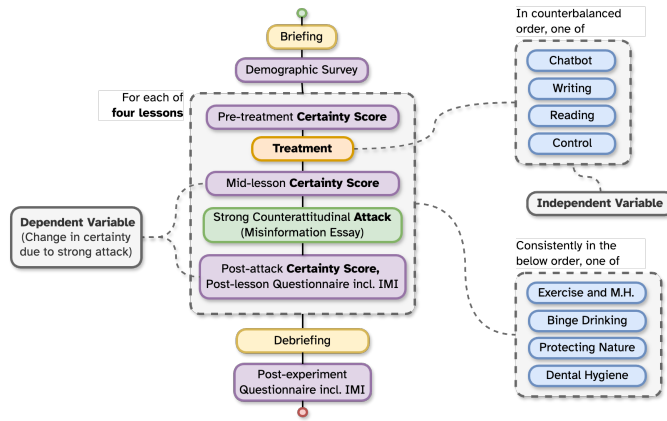 In counterbalanced
order, one of
Briefing
Chatbot
Demographic Survey
Writing
For each of
four lessons
Reading
Pre-treatment Certainty Score
Control
Treatment
Mid-lesson Certainty Score
Independent Variable
Dependent Variable
(Change in certainty
due to strong attack)
Strong Counterattitudinal Attack
(Misinformation Essay)
Consistently in the
below order, one of
Post-attack Certainty Score,
Post-lesson Questionnaire incl. IMI
Exercise and M.H.
Binge Drinking
Debriefing
Protecting Nature
Post-experiment
Questionnaire incl. IMI
Dental Hygiene